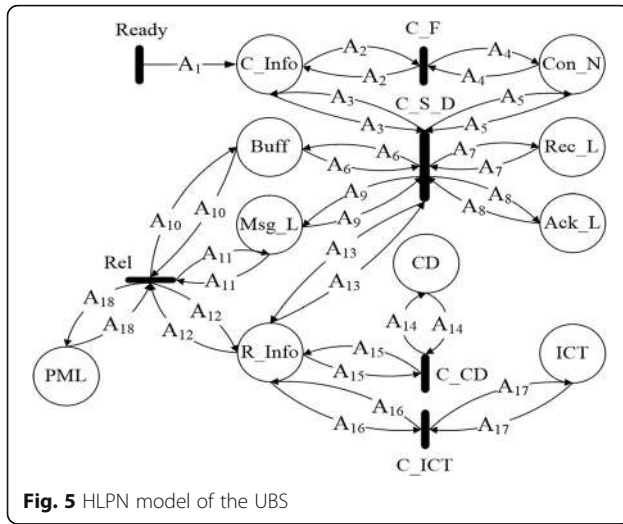 Ready
C_F
A1
C_Info
A2
A2
A4
A4
Con_N
A3
A3
C_S_D
A5
A5
Buff
A6
A6
A7
A7
Rec_L
A10
A10
Msg_L
A9
A9
A8
A8
Ack_L
Rel
A11
A11
A13
A13
CD
A18
A18
A12
A12
R_Info
A14
A14
ICT
PML
A15
A15
C_CD
A16
A16
A17
A17
C_ICT
Fig. 5 HLPN model of the UBS